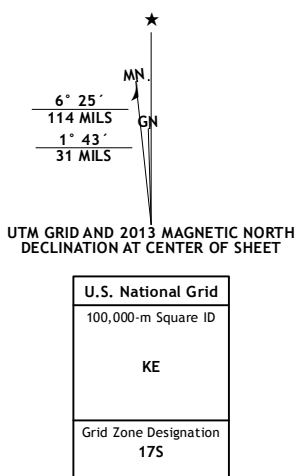 ★
MN
6° 25´
114 MILS
GN
1° 43´
31 MILS
UTM GRID AND 2013 MAGNETIC NORTH
DECLINATION AT CENTER OF SHEET
U.S. National Grid
100,000-m Square ID
KE
Grid Zone Designation
17S